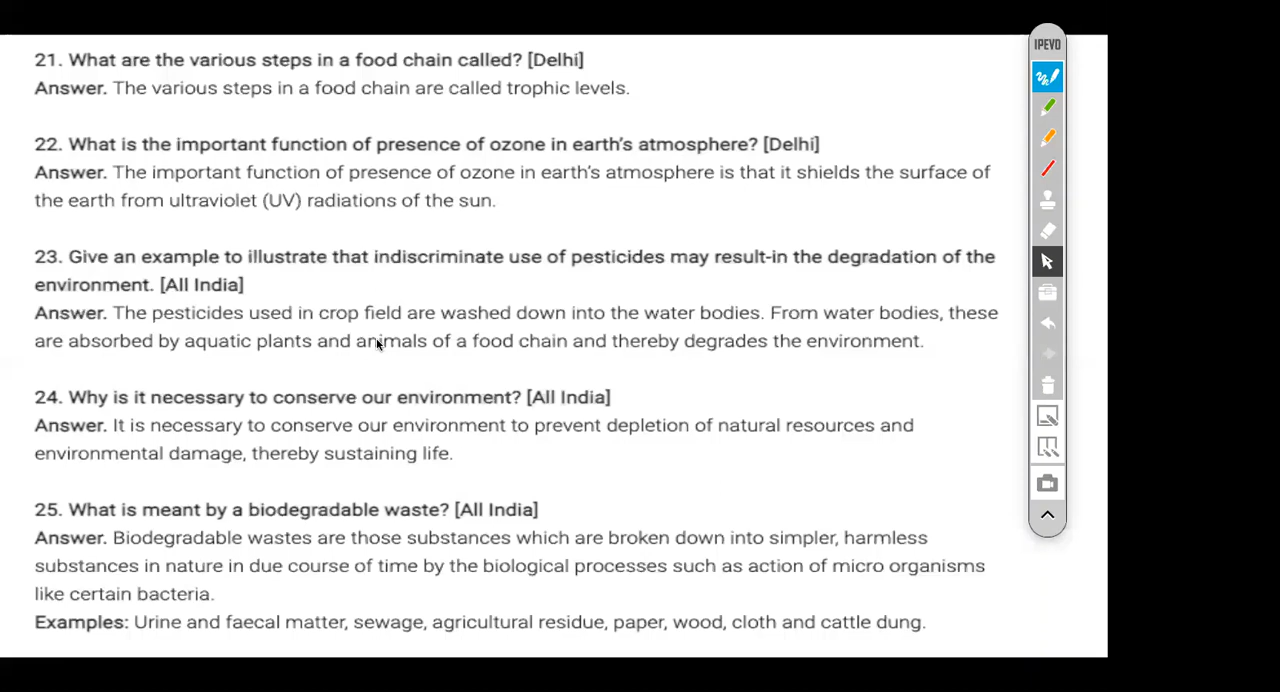 21. What are the various steps in a food chain called? [Delhi]
Answer. The various steps in a food chain are called trophic levels.
22. What is the important function of presence of ozone in earth's atmosphere? [Delhi]
Answer. The important function of presence of ozone in earth's atmosphere is that it shields the surface of
the earth from ultraviolet (UV) radiations of the sun.
23. Give an example to illustrate that indiscriminate use of pesticides may result-in the degradation of the
environment. [All India]
Answer. The pesticides used in crop field are washed down into the water bodies. From water bodies, these
are absorbed by aquatic plants and animals of a food chain and thereby degrades the environment.
24. Why is it necessary to conserve our environment? [All India]
Answer. It is necessary to conserve our environment to prevent depletion of natural resources and
environmental damage, thereby sustaining life.
25. What is meant by a biodegradable waste? [All India]
Answer. Biodegradable wastes are those substances which are broken down into simpler, harmless
substances in nature in due course of time by the biological processes such as action of micro organisms
like certain bacteria.
Examples: Urine and faecal matter, sewage, agricultural residue, paper, wood, cloth and cattle dung.
IPEVO